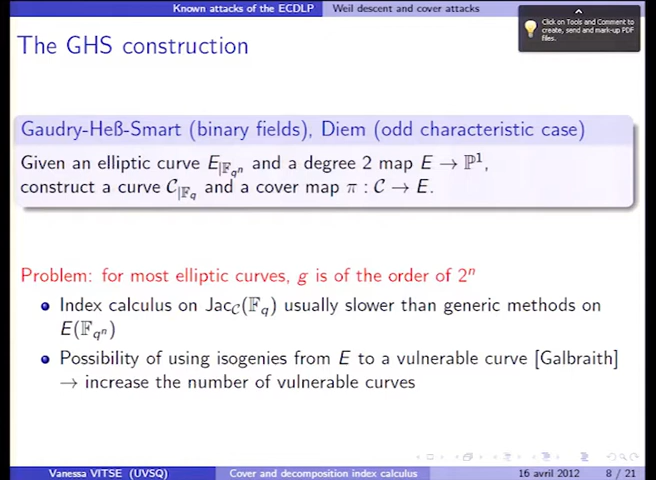 Known attacks of the ECDLP Weil descent and cover attacks
Click on Tools and Comment to
create, send and mark-up PDF
files.
The GHS construction
Gaudry-Heß-Smart (binary fields), Diem (odd characteristic case)
Given an elliptic curve E|𝔽qⁿ and a degree 2 map E → ℙ¹,
construct a curve 𝒞|𝔽q and a cover map π : 𝒞 → E.
Problem: for most elliptic curves, g is of the order of 2ⁿ
Index calculus on Jac𝒞(𝔽q) usually slower than generic methods on
E(𝔽qⁿ)
Possibility of using isogenies from E to a vulnerable curve [Galbraith]
→ increase the number of vulnerable curves
Vanessa VITSE (UVSQ) Cover and decomposition index calculus 16 avril 2012 8 / 21